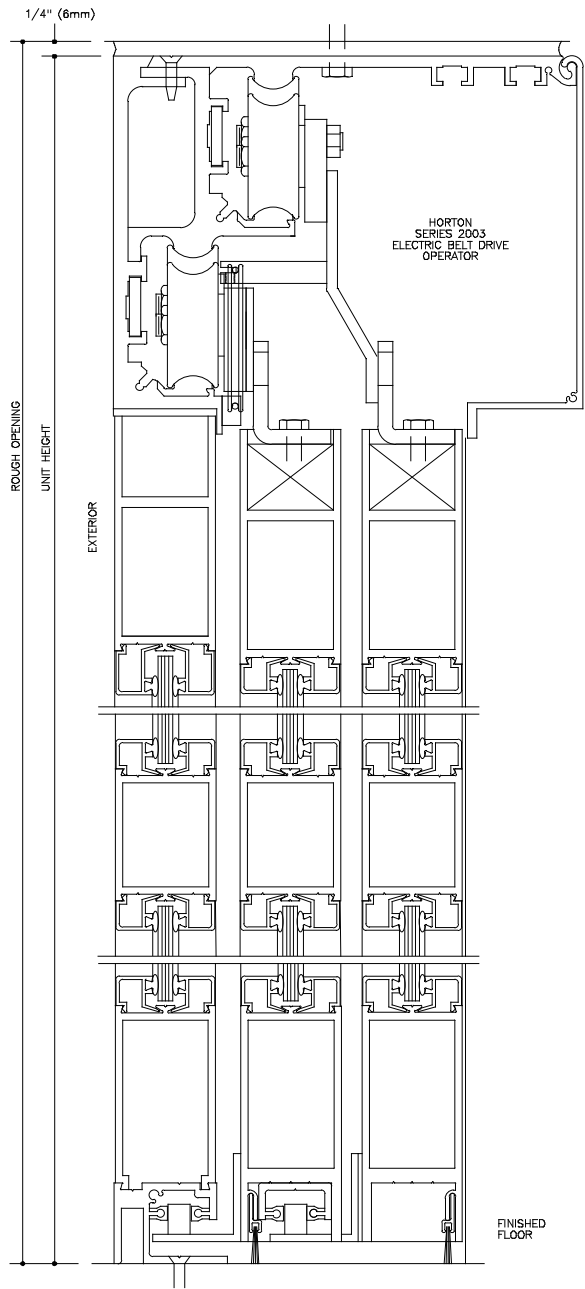 1/4" (6mm)
HORTON
SERIES 2003
ELECTRIC BELT DRIVE
OPERATOR
ROUGH OPENING
UNIT HEIGHT
EXTERIOR
FINISHED
FLOOR